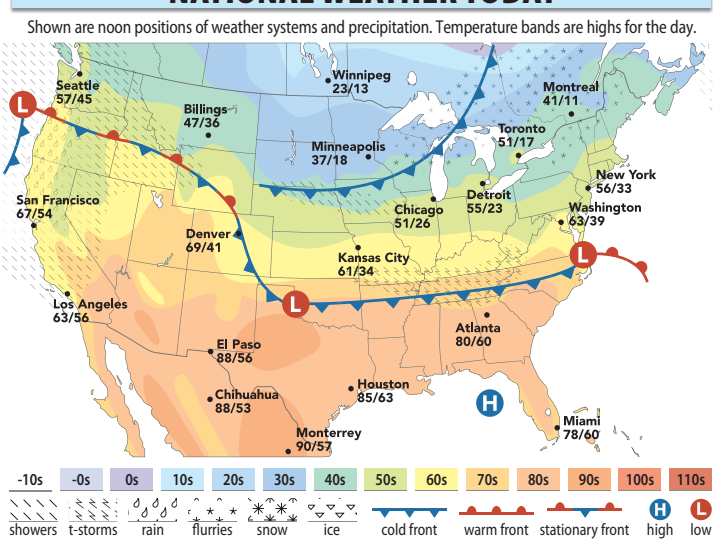 NATIONAL WEATHER TODAY
Shown are noon positions of weather systems and precipitation. Temperature bands are highs for the day.
Winnipeg
23/13
Seattle
57/45
Montreal
41/11
L
Billings
47/36
Toronto
51/17
Minneapolis
37/18
New York
56/33
San Francisco
67/54
Detroit
55/23
Chicago
51/26
Washington
63/39
Denver
69/41
Kansas City
61/34
L
L
Los Angeles
63/56
Atlanta
80/60
El Paso
88/56
Houston
85/63
Chihuahua
88/53
H
Miami
78/60
Monterrey
90/57
-10s -0s 0s 10s 20s 30s 40s 50s 60s 70s 80s 90s 100s 110s
H L
showers t-storms rain flurries snow ice cold front warm front stationary front high low